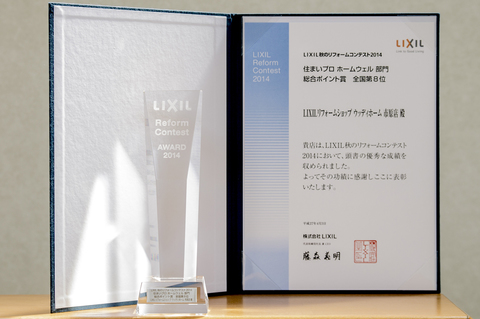 LIXIL
Reform
Contest
AWARD
2014
LIXIL
Reform
Contest
2014
LIXIL
LIXIL秋のリフォームコンテスト2014
住まいプロ ホームウェル 部門
総合ポイント賞 全国第8位
LIXILリフォームショップ ウッディホーム 市原店 殿
貴店は、LIXIL秋のリフォームコンテスト
2014において、頭書の優秀な成績を
収められました。
よってその功績に感謝しここに表彰
いたします。
株式会社LIXIL
藤森義明